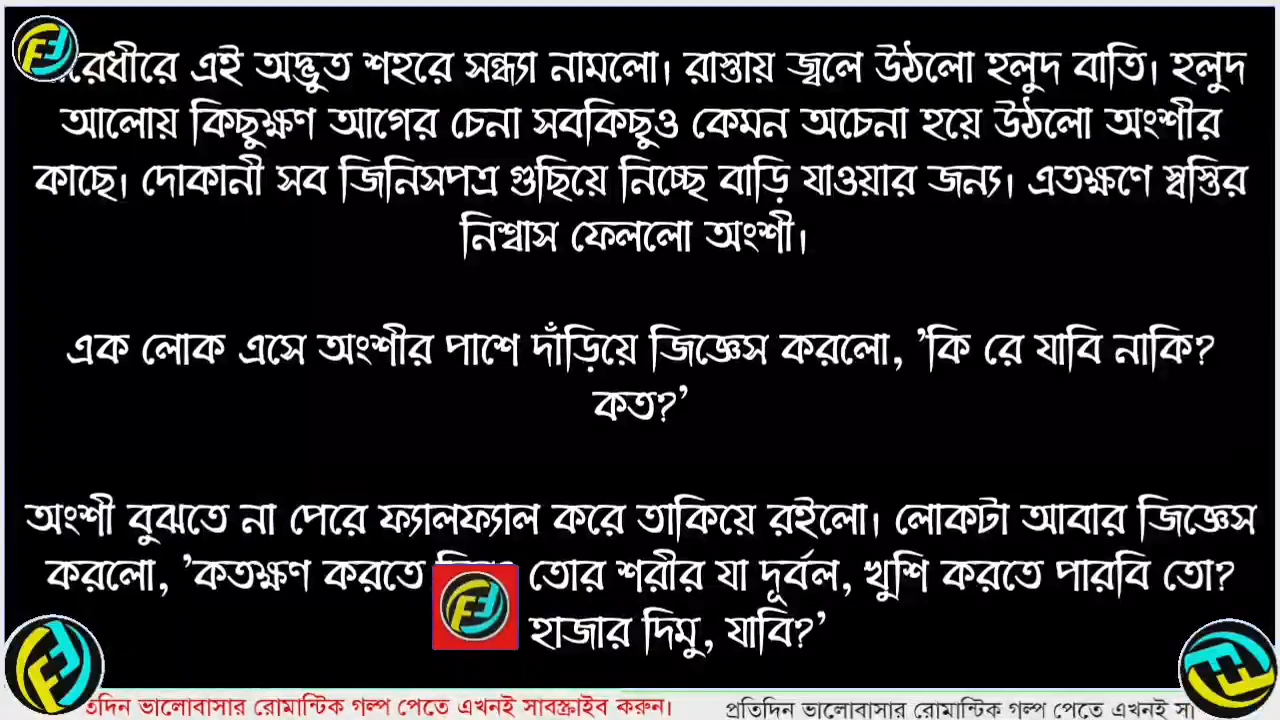 রেধীরে এই অদ্ভুত শহরে সন্ধ্যা নামলো। রাস্তায় জ্বলে উঠলো হলুদ বাতি। হলুদ
আলোয় কিছুক্ষণ আগের চেনা সবকিছুও কেমন অচেনা হয়ে উঠলো অংশীর
কাছে। দোকানী সব জিনিসপত্র গুছিয়ে নিচ্ছে বাড়ি যাওয়ার জন্য। এতক্ষণে স্বস্তির
নিশ্বাস ফেললো অংশী।
এক লোক এসে অংশীর পাশে দাঁড়িয়ে জিজ্ঞেস করলো, ’কি রে যাবি নাকি?
কত?’
অংশী বুঝতে না পেরে ফ্যালফ্যাল করে তাকিয়ে রইলো। লোকটা আবার জিজ্ঞেস
করলো, ’কতক্ষণ করতে তোর শরীর যা দূর্বল, খুশি করতে পারবি তো?
হাজার দিমু, যাবি?’
তিদিন ভালোবাসার রোমান্টিক গল্প পেতে এখনই সাবস্ক্রাইব করুন। প্রতিদিন ভালোবাসার রোমান্টিক গল্প পেতে এখনই স